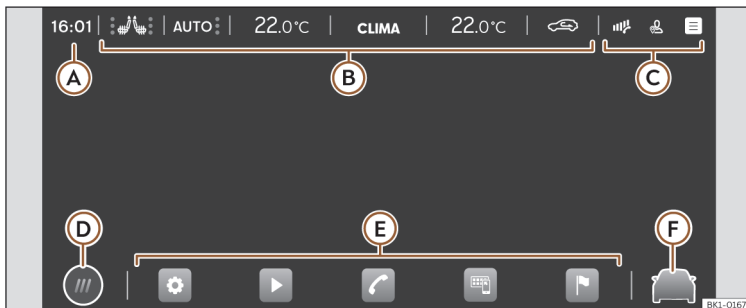 16:01 AUTO 22.0°C CLIMA 22.0°C
A B C
D E F
BK1-0167